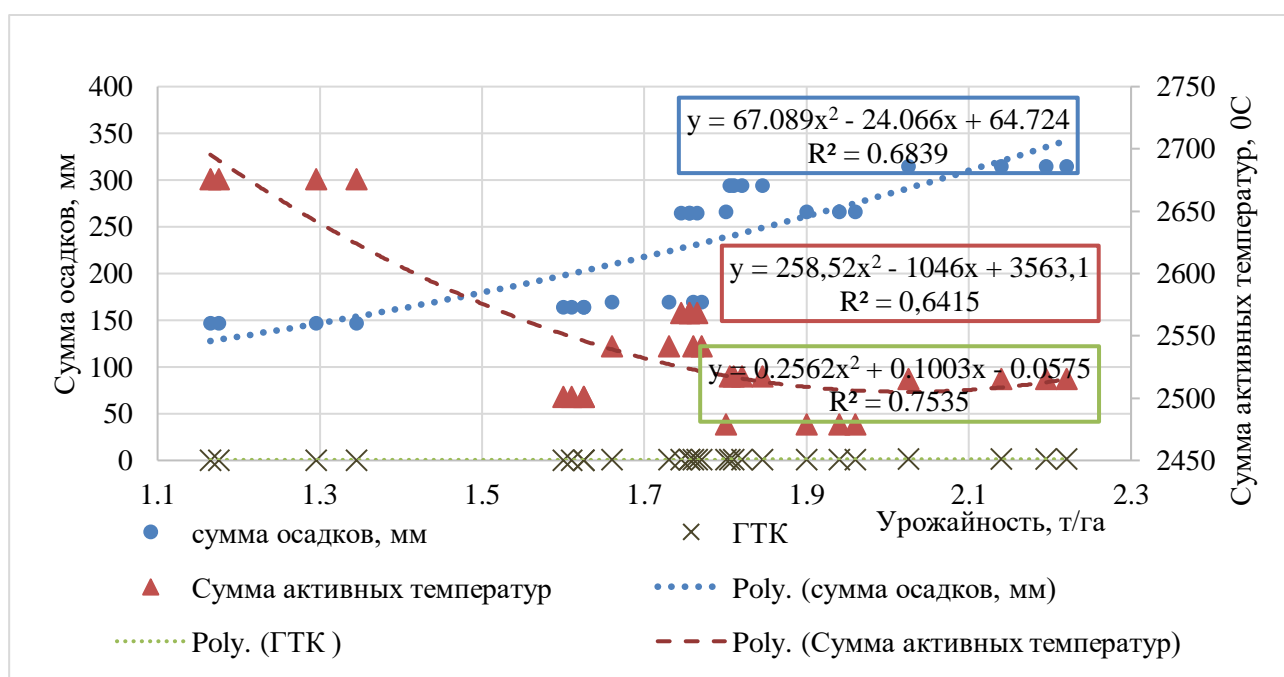 400
350
300
250
200
150
100
50
0
Сумма осадков, мм
2750
2700
2650
2600
2550
2500
2450
Сумма активных температур, 0С
y = 67.089x² - 24.066x + 64.724
R² = 0.6839
y = 258,52x² - 1046x + 3563,1
R² = 0,6415
y = 0.2562x² + 0.1003x - 0.0575
R² = 0.7535
1.1 1.3 1.5 1.7 1.9 2.1 2.3
Урожайность, т/га
сумма осадков, мм ГТК
Сумма активных температур Poly. (сумма осадков, мм)
Poly. (ГТК ) Poly. (Сумма активных температур)